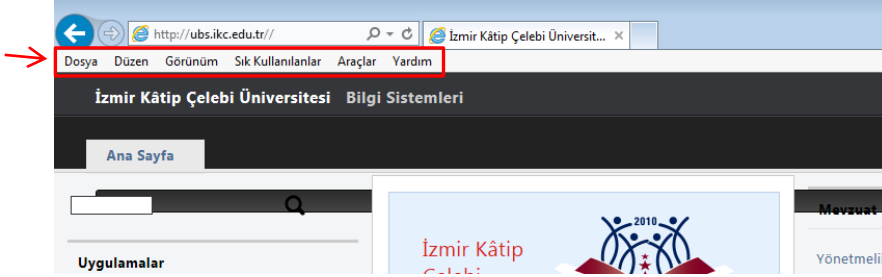 http://ubs.ikc.edu.tr//
İzmir Kâtip Çelebi Üniversit...
Dosya Düzen Görünüm Sık Kullanılanlar Araçlar Yardım
İzmir Kâtip Çelebi Üniversitesi Bilgi Sistemleri
Ana Sayfa
Mevzuat
Uygulamalar
İzmir Kâtip
Çelebi
2010
Yönetmeli